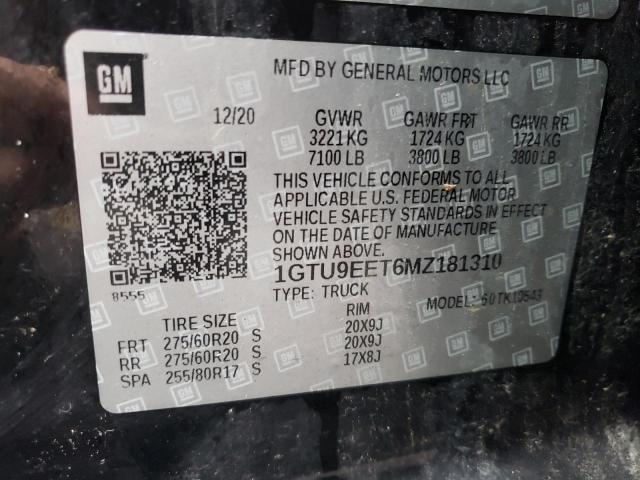 GM
MFD BY GENERAL MOTORS LLC
12/20 GVWR GAWR FRT GAWR RR
3221 KG 1724 KG 1724 KG
7100 LB 3800 LB 3800 LB
THIS VEHICLE CONFORMS TO ALL
APPLICABLE U.S. FEDERAL MOTOR
VEHICLE SAFETY STANDARDS IN EFFECT
ON THE DATE OF MANUFACTURE
SHOWN ABOVE.
1GTU9EET6MZ181310
8555
TYPE: TRUCK MODEL: 60TK10543
TIRE SIZE RIM
FRT 275/60R20 S 20X9J
RR 275/60R20 S 20X9J
SPA 255/80R17 S 17X8J